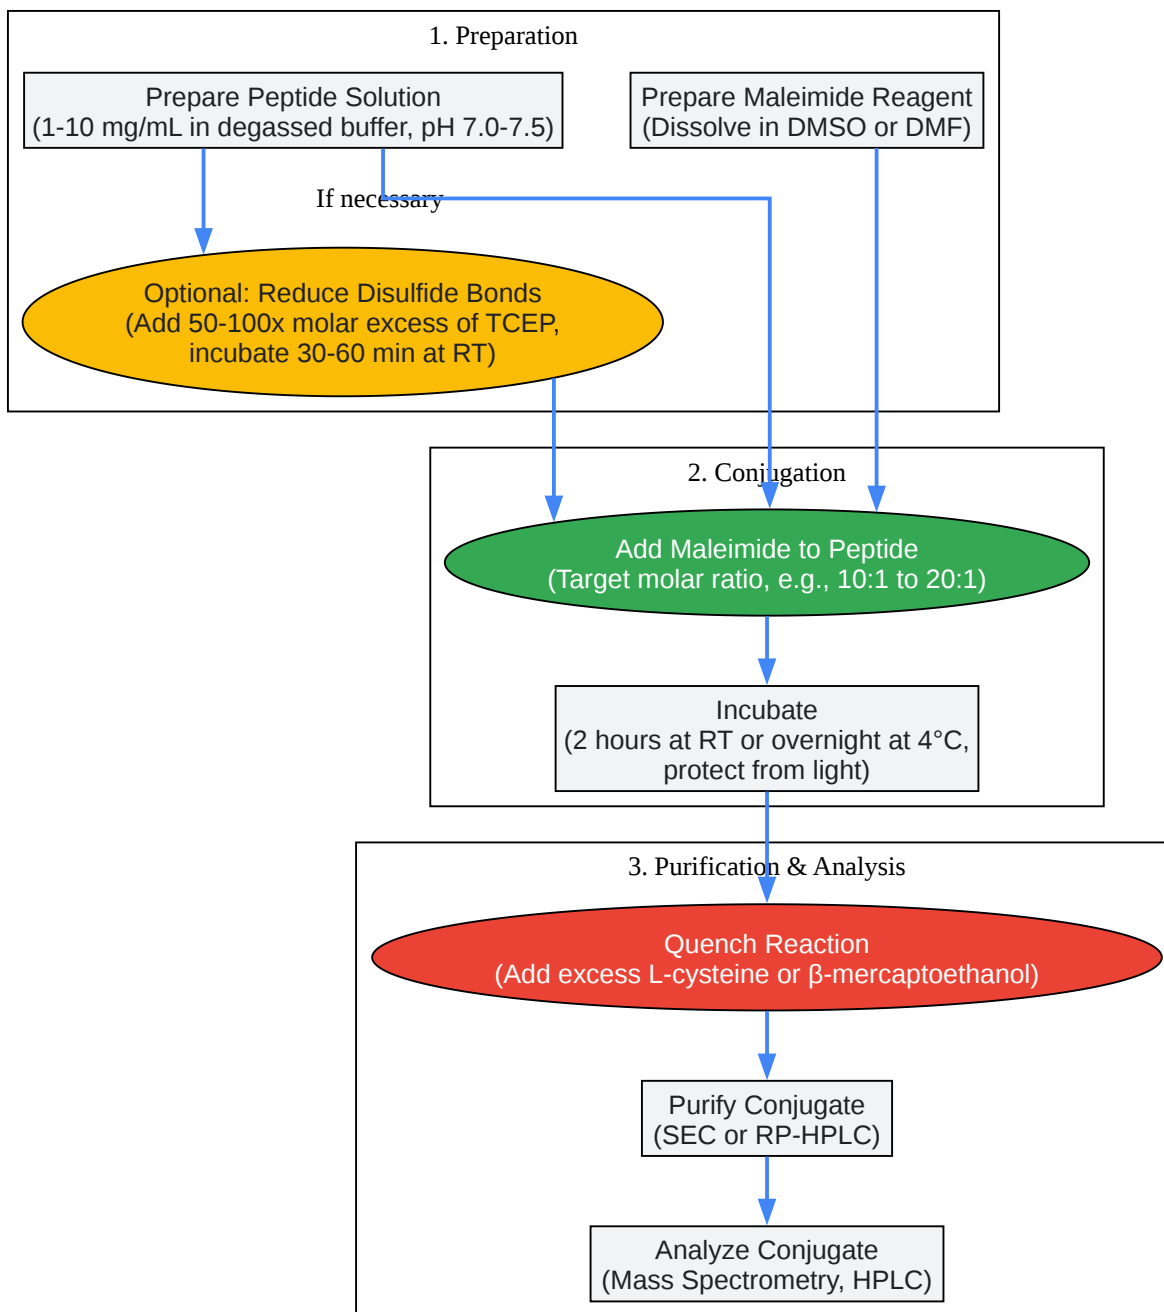 1. Preparation
Prepare Peptide Solution
(1-10 mg/mL in degassed buffer, pH 7.0-7.5)
Prepare Maleimide Reagent
(Dissolve in DMSO or DMF)
If necessary
Optional: Reduce Disulfide Bonds
(Add 50-100x molar excess of TCEP,
incubate 30-60 min at RT)
2. Conjugation
Add Maleimide to Peptide
(Target molar ratio, e.g., 10:1 to 20:1)
Incubate
(2 hours at RT or overnight at 4°C,
protect from light)
3. Purification & Analysis
Quench Reaction
(Add excess L-cysteine or β-mercaptoethanol)
Purify Conjugate
(SEC or RP-HPLC)
Analyze Conjugate
(Mass Spectrometry, HPLC)